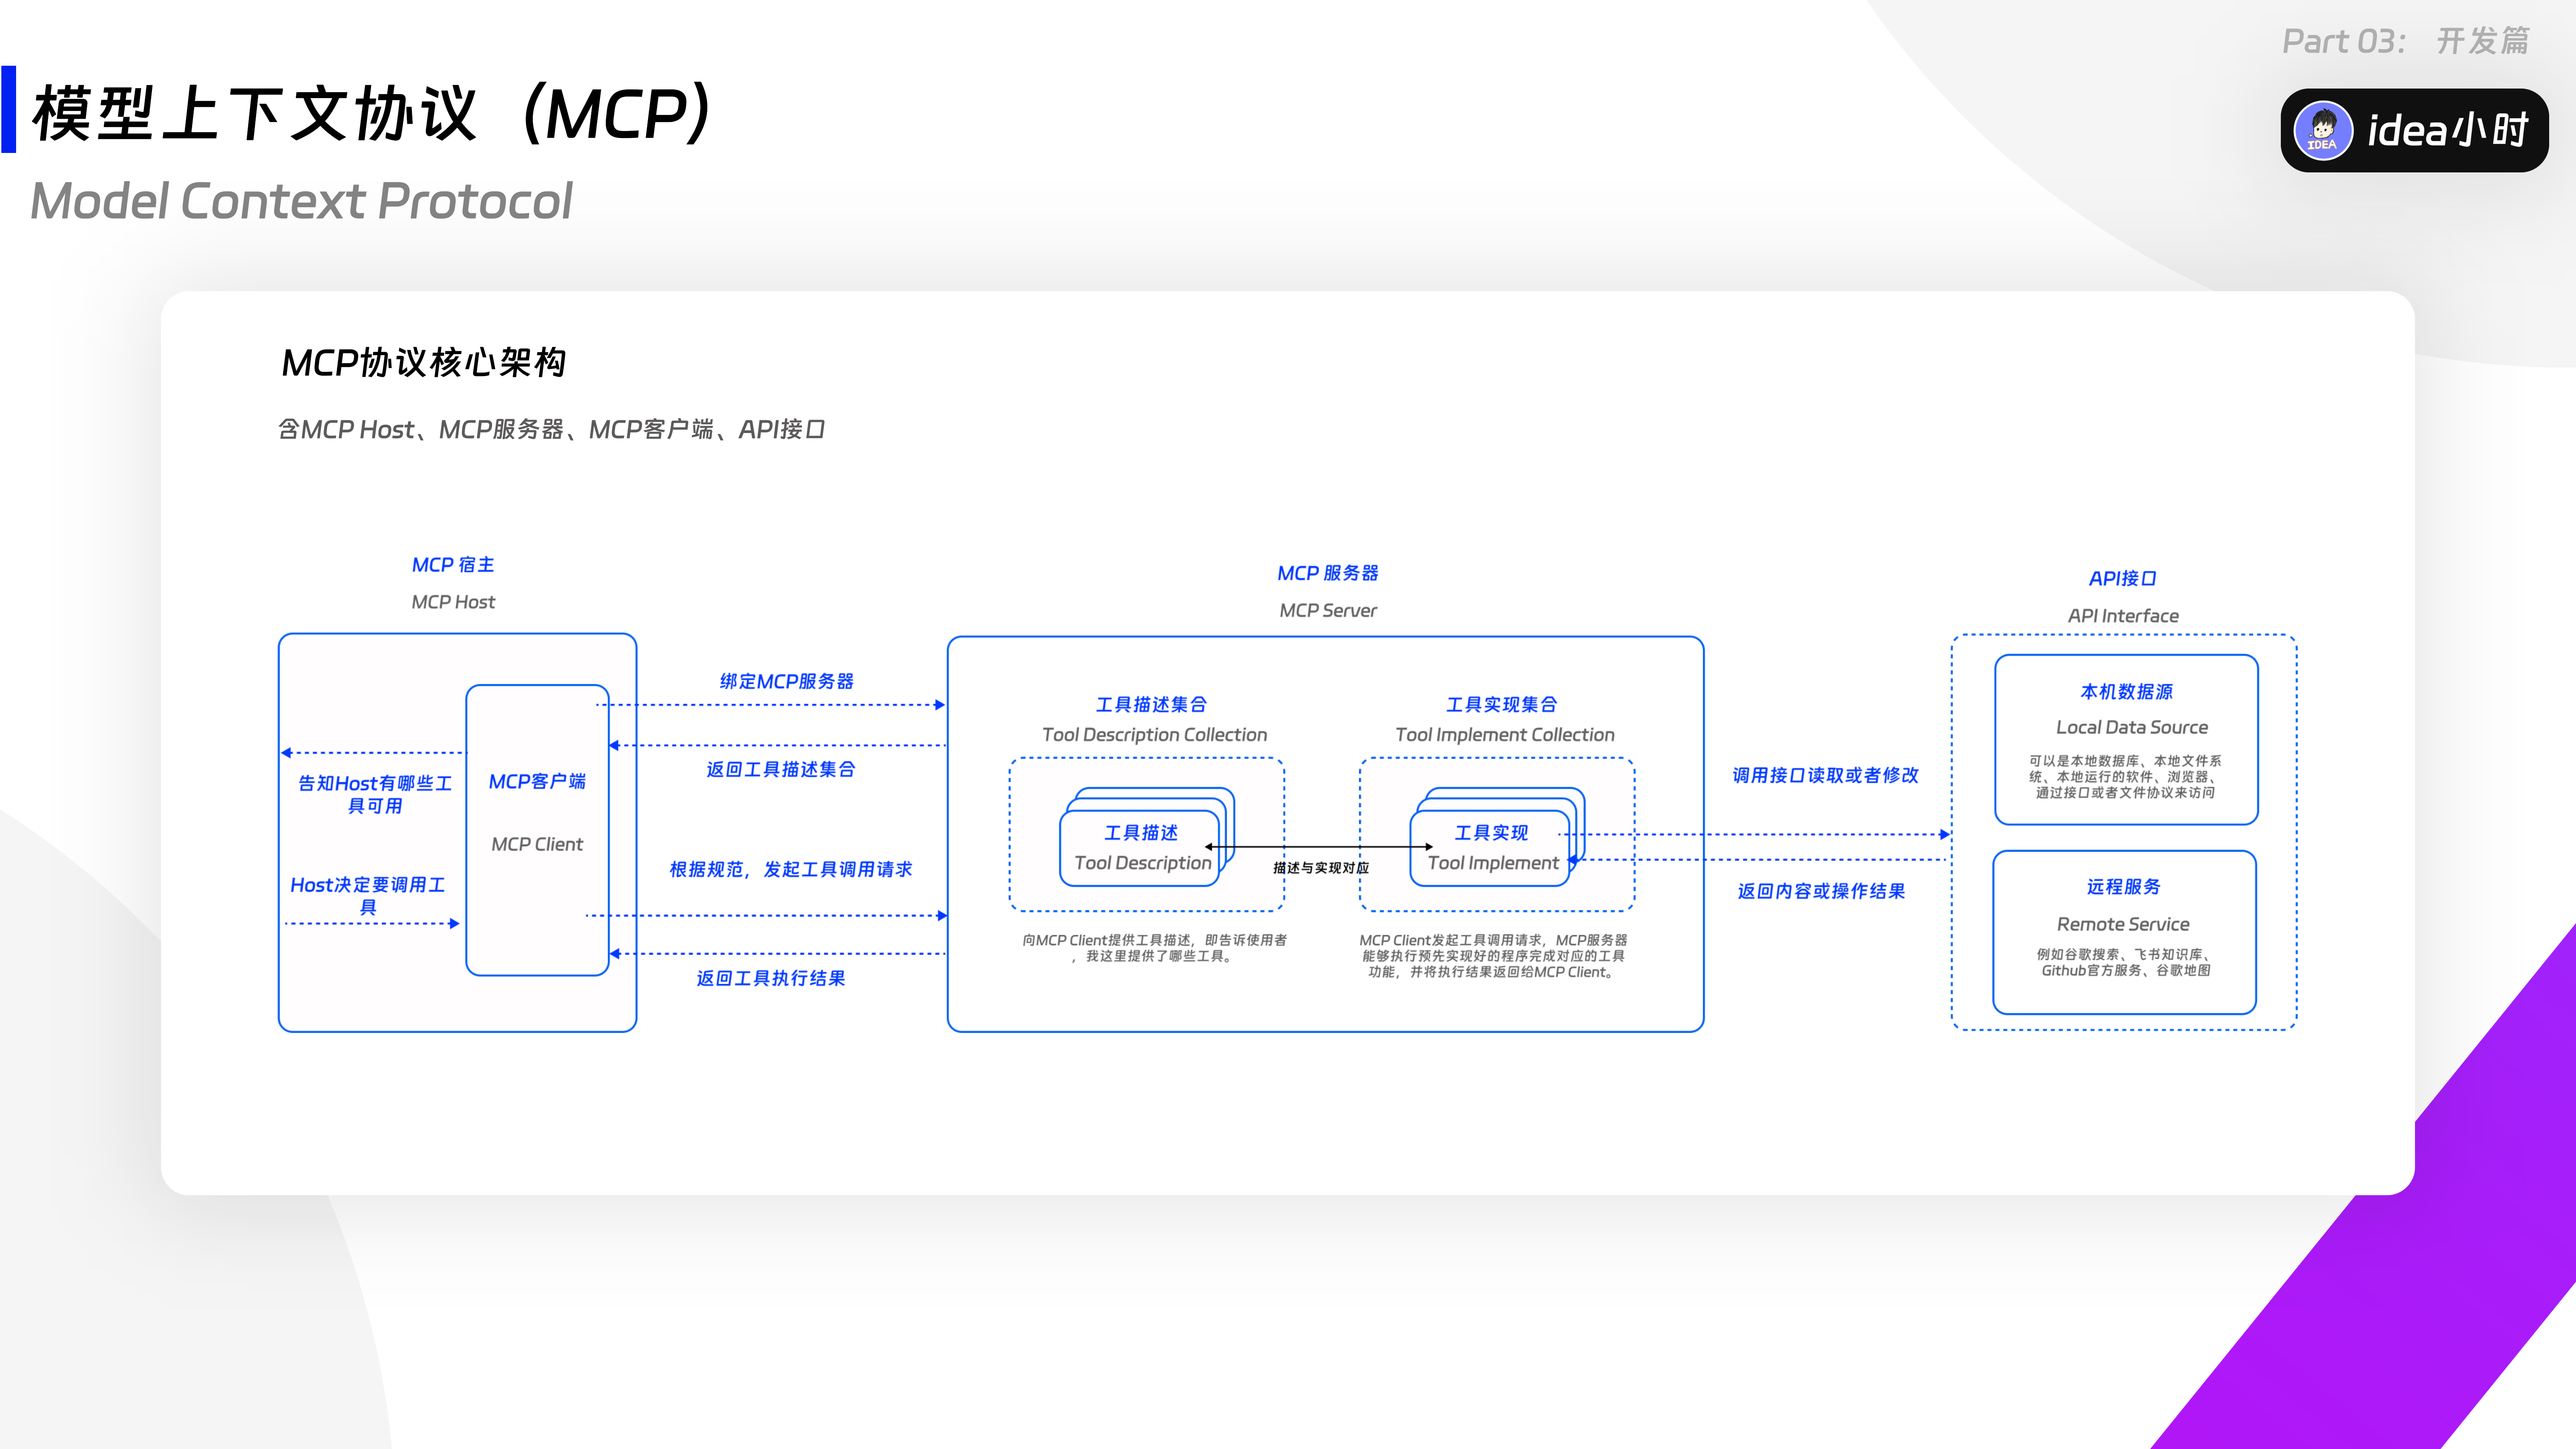 Part 03： 开发篇
模型上下文协议（MCP）
IDEA
idea小时
Model Context Protocol
MCP协议核心架构
含MCP Host、MCP服务器、MCP客户端、API接口
MCP 宿主
MCP Host
告知Host有哪些工
具可用
Host决定要调用工
具
MCP客户端
MCP Client
绑定MCP服务器
返回工具描述集合
根据规范，发起工具调用请求
返回工具执行结果
MCP 服务器
MCP Server
工具描述集合
Tool Description Collection
工具描述
Tool Description
向MCP Client提供工具描述，即告诉使用者
，我这里提供了哪些工具。
描述与实现对应
工具实现集合
Tool Implement Collection
工具实现
Tool Implement
MCP Client发起工具调用请求，MCP服务器
能够执行预先实现好的程序完成对应的工具
功能，并将执行结果返回给MCP Client。
调用接口读取或者修改
返回内容或操作结果
API接口
API Interface
本机数据源
Local Data Source
可以是本地数据库、本地文件系
统、本地运行的软件、浏览器、
通过接口或者文件协议来访问
远程服务
Remote Service
例如谷歌搜索、飞书知识库、
Github官方服务、谷歌地图